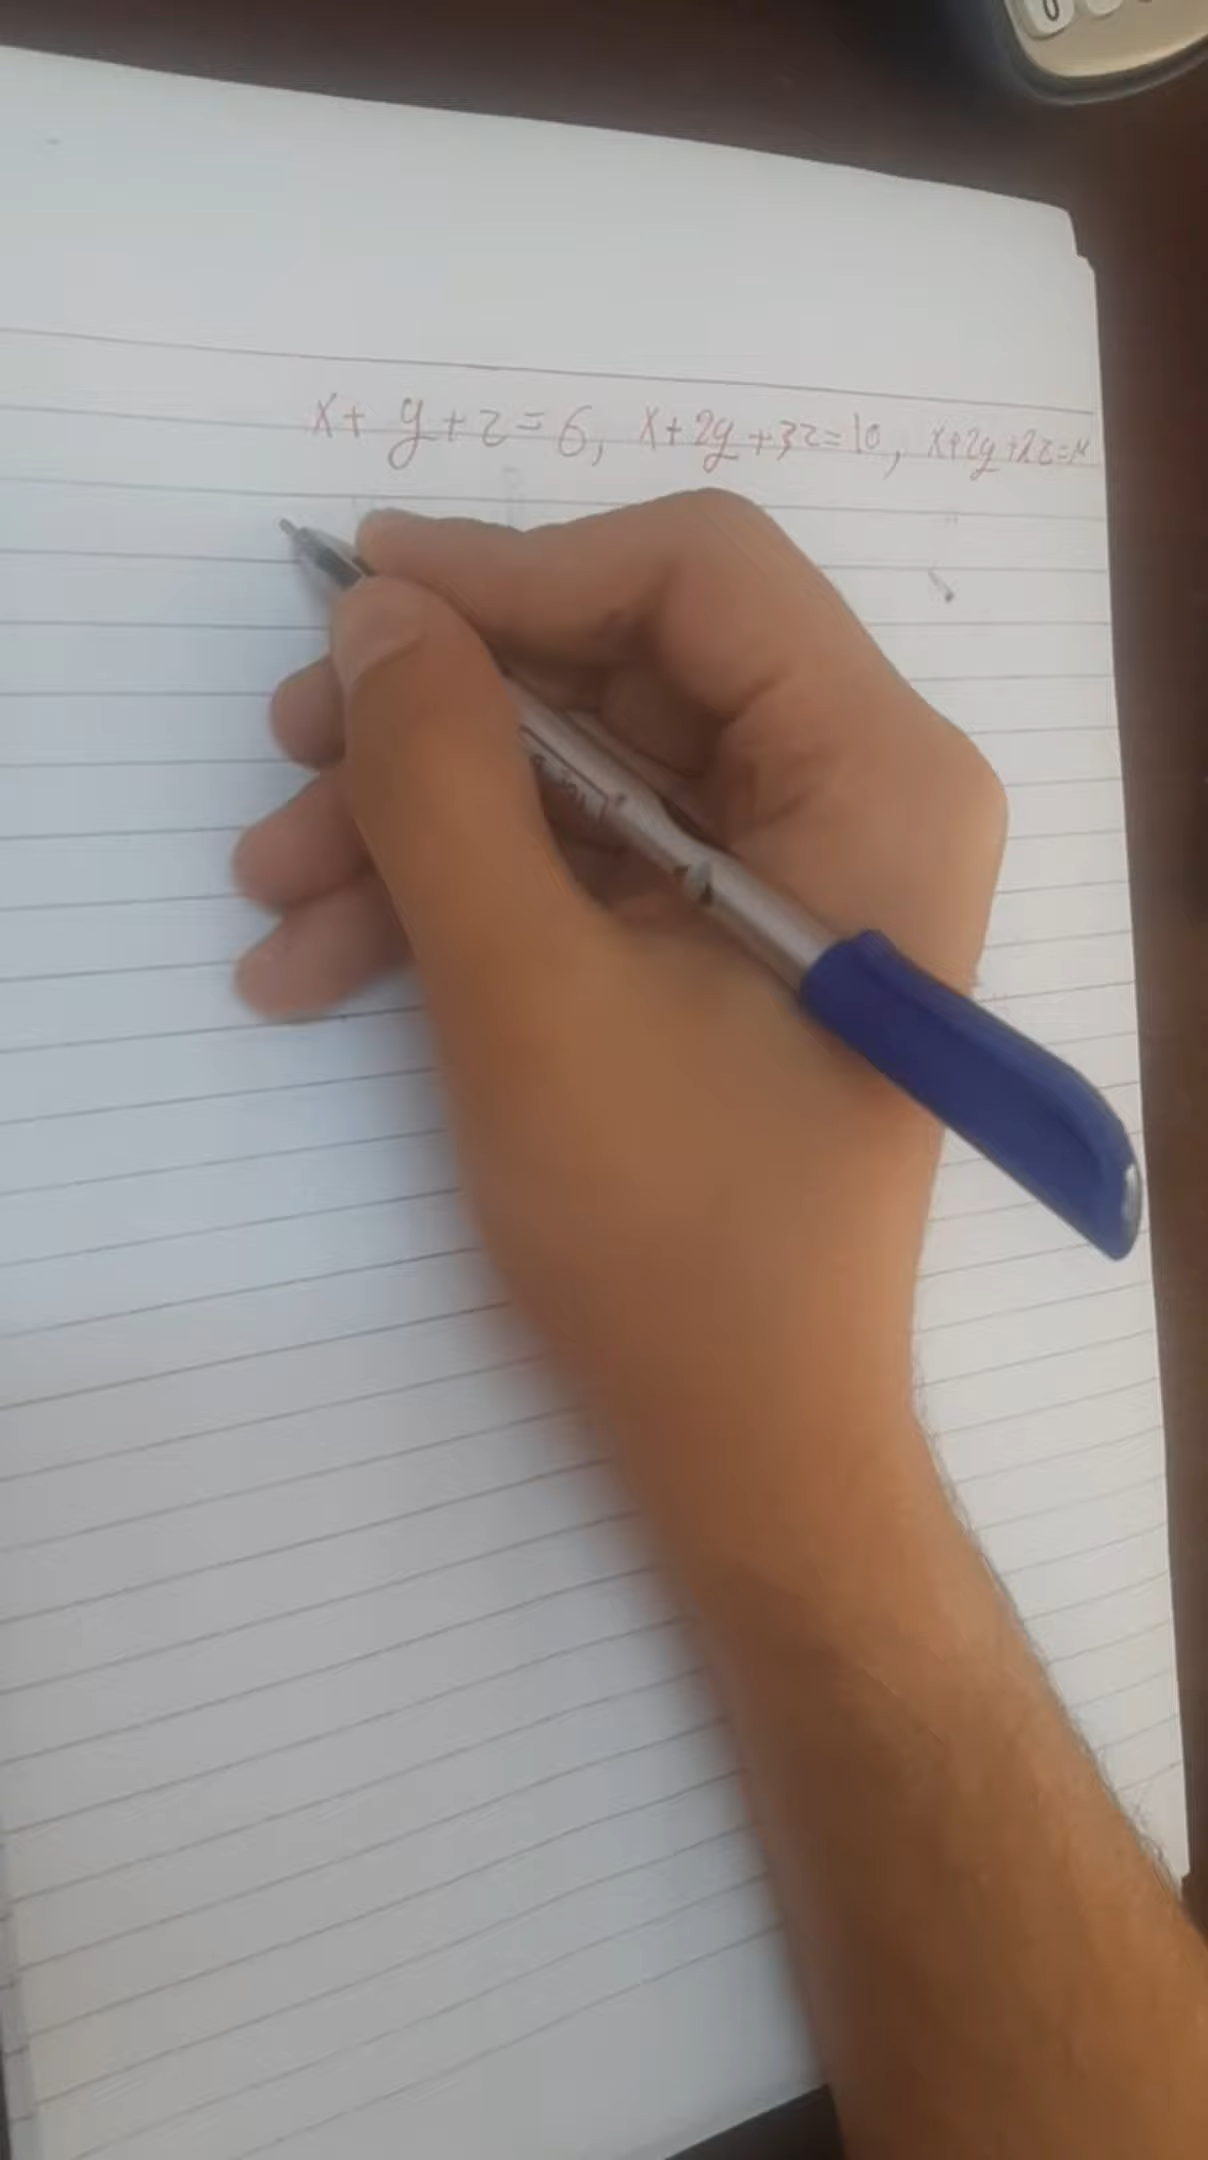 x + y + z = 6, x + 2y + 3z = 10, x + 2y + λz = μ